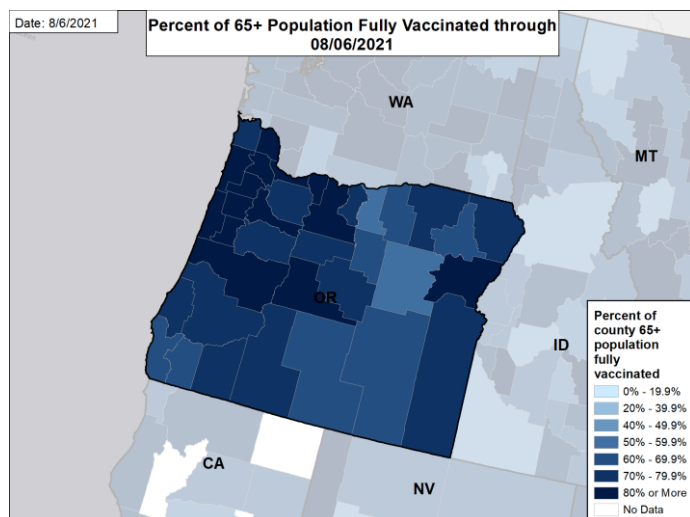 Date: 8/6/2021
Percent of 65+ Population Fully Vaccinated through
08/06/2021
WA
MT
OR
ID
CA
NV
Percent of
county 65+
population
fully
vaccinated
0% - 19.9%
20% - 39.9%
40% - 49.9%
50% - 59.9%
60% - 69.9%
70% - 79.9%
80% or More
No Data